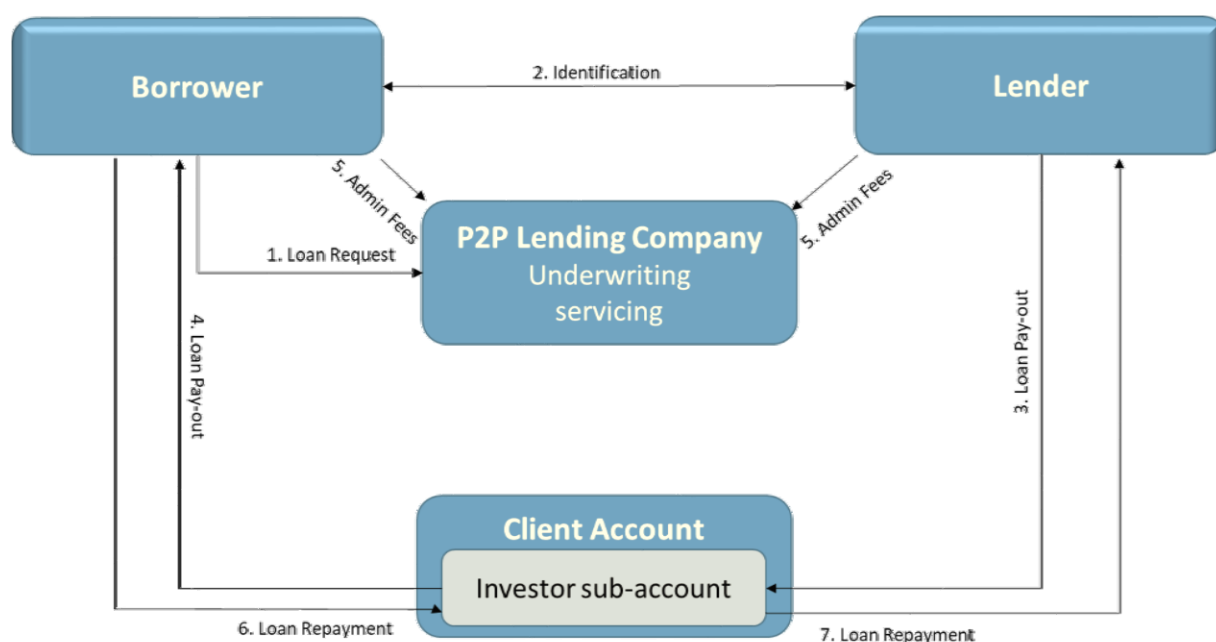 Borrower
2. Identification
Lender
5. Admin Fees
5. Admin Fees
P2P Lending Company
Underwriting
servicing
1. Loan Request
4. Loan Pay-out
3. Loan Pay-out
Client Account
Investor sub-account
6. Loan Repayment
7. Loan Repayment